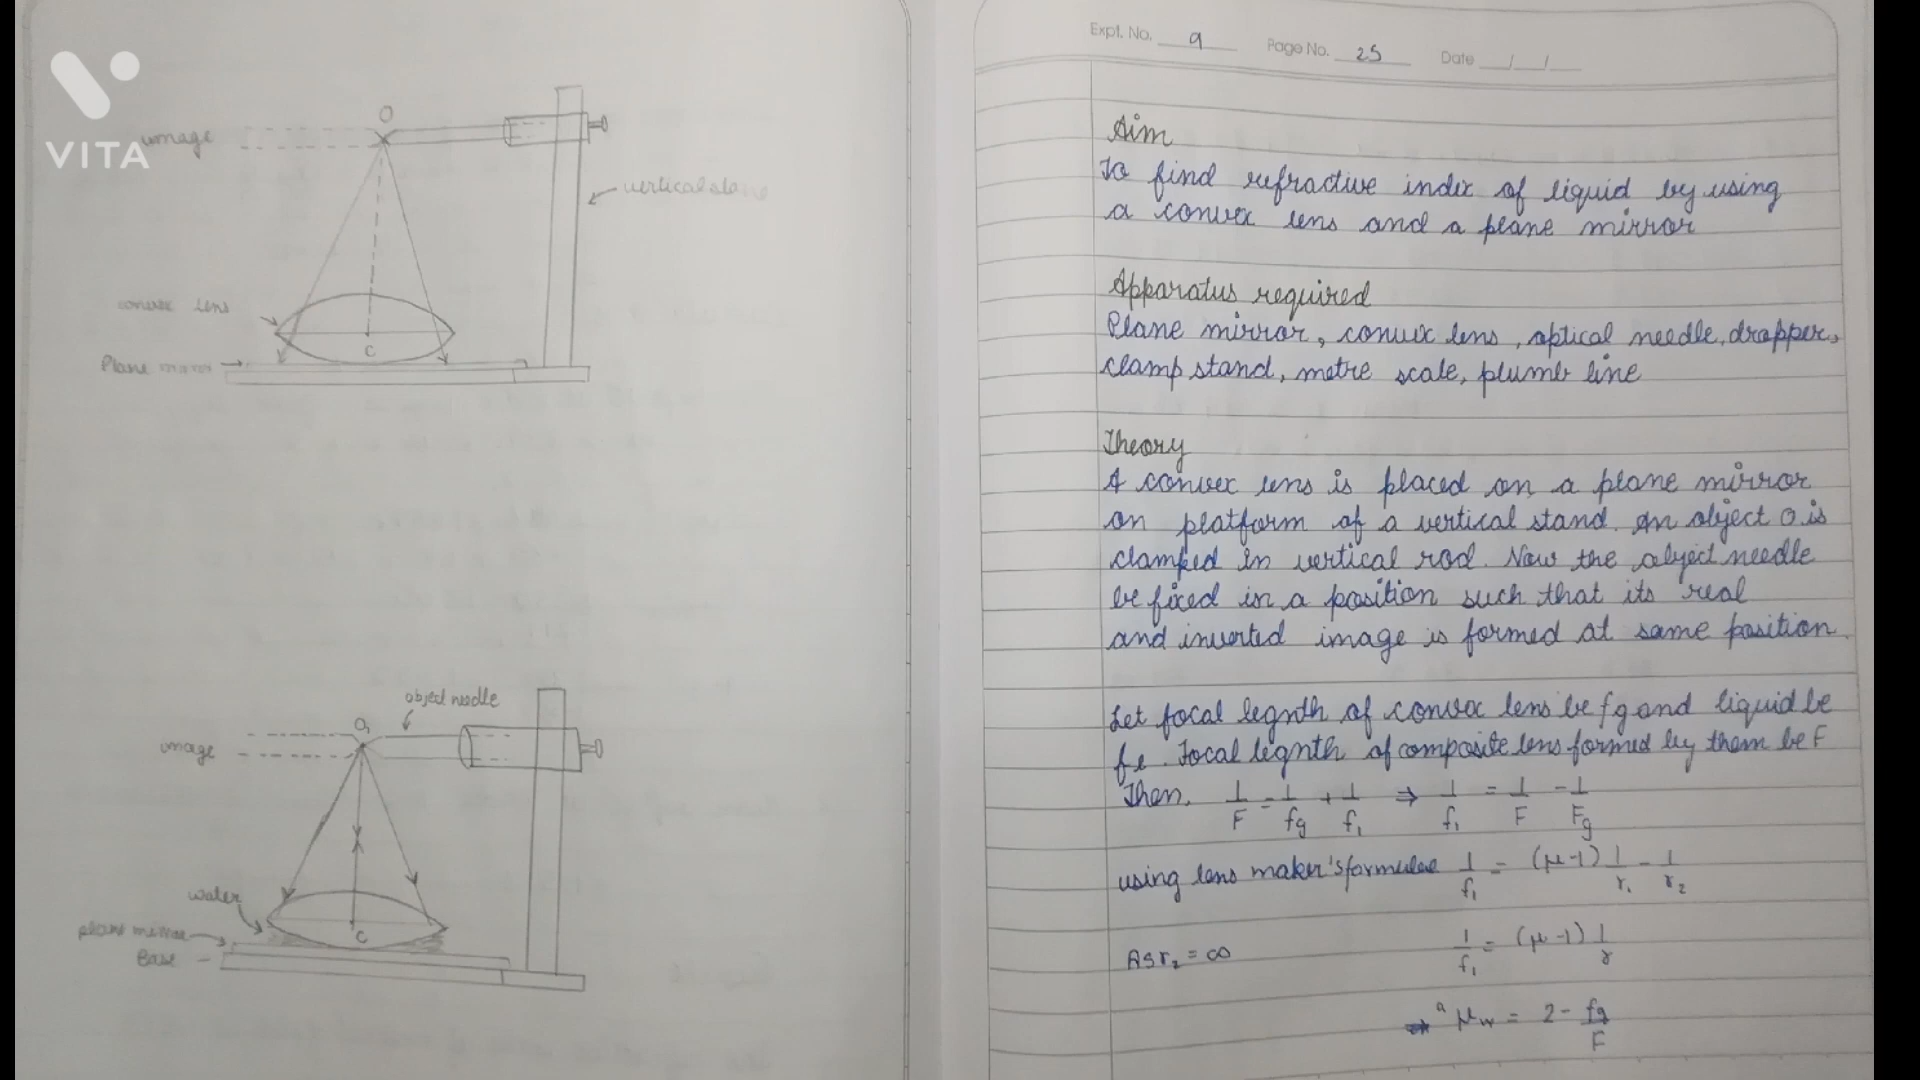 VITA
O
image
vertical stand
convex lens
C
Plane mirror
object needle
O1
image
water
plane mirror
Base
C
Expt. No. 9 Page No. 25 Date / /
Aim
To find refractive index of liquid by using
a convex lens and a plane mirror
Apparatus required
Plane mirror, convex lens, optical needle, drapper,
clamp stand, metre scale, plumb line
Theory
A convex lens is placed on a plane mirror
on platform of a vertical stand. An object O is
clamped in vertical rod. Now the object needle
be fixed in a position such that its real
and inverted image is formed at same position.
Let focal legnth of convex lens be fg and liquid be
fl. Focal legnth of composite lens formed by them be F
Then, 1/F = 1/fg + 1/f1 ⇒ 1/f1 = 1/F - 1/Fg
using lens maker's formulae 1/f1 = (μ-1) 1/r1 - 1/r2
As r2 = ∞ 1/f1 = (μ-1) 1/r
aμw = 2 - fg/F